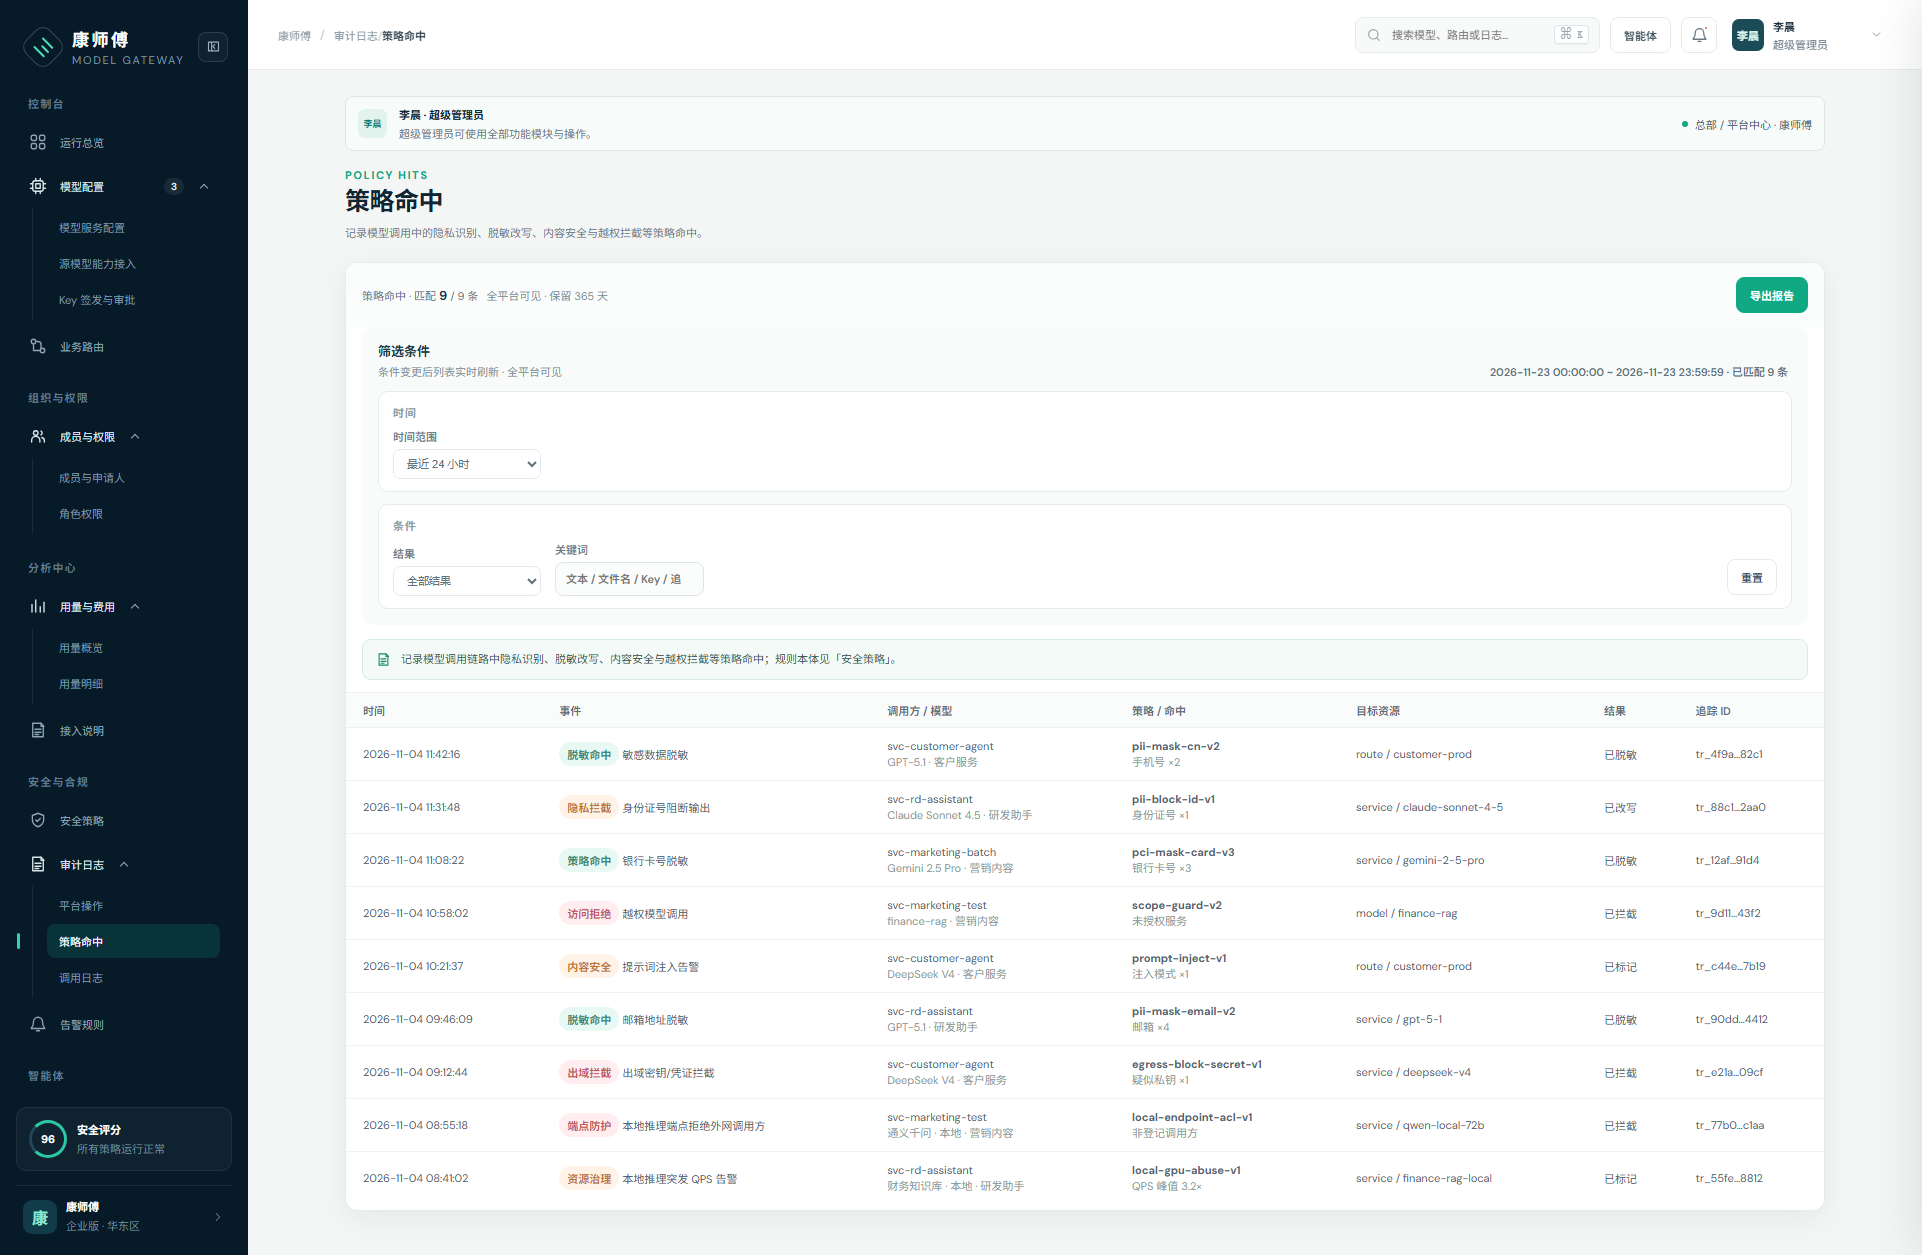 康师傅
MODEL GATEWAY
控制台
运行总览
模型配置 3
模型服务配置
源模型能力接入
Key 签发与审批
业务路由
组织与权限
成员与权限
成员与申请人
角色权限
分析中心
用量与费用
用量概览
用量明细
接入说明
安全与合规
安全策略
审计日志
平台操作
策略命中
调用日志
告警规则
智能体
96
安全评分
所有策略运行正常
康
康师傅
企业版 · 华东区
康师傅 / 审计日志/策略命中
搜索模型、路由或日志... ⌘ K
智能体
李晨
李晨
超级管理员
李晨
李晨 · 超级管理员
超级管理员可使用全部功能模块与操作。
总部 / 平台中心 · 康师傅
POLICY HITS
策略命中
记录模型调用中的隐私识别、脱敏改写、内容安全与越权拦截等策略命中。
策略命中 · 匹配 9 / 9 条 全平台可见 · 保留 365 天
导出报告
筛选条件
条件变更后列表实时刷新 · 全平台可见
2026-11-23 00:00:00 ~ 2026-11-23 23:59:59 · 已匹配 9 条
时间
时间范围
最近 24 小时
条件
结果
全部结果
关键词
文本 / 文件名 / Key / 追
重置
记录模型调用链路中隐私识别、脱敏改写、内容安全与越权拦截等策略命中；规则本体见「安全策略」。
时间 事件 调用方 / 模型 策略 / 命中 目标资源 结果 追踪 ID
2026-11-04 11:42:16 脱敏命中 敏感数据脱敏 svc-customer-agent pii-mask-cn-v2 route / customer-prod 已脱敏 tr_4f9a…82c1
GPT-5.1 · 客户服务 手机号 ×2
2026-11-04 11:31:48 隐私拦截 身份证号阻断输出 svc-rd-assistant pii-block-id-v1 service / claude-sonnet-4-5 已改写 tr_88c1…2aa0
Claude Sonnet 4.5 · 研发助手 身份证号 ×1
2026-11-04 11:08:22 策略命中 银行卡号脱敏 svc-marketing-batch pci-mask-card-v3 service / gemini-2-5-pro 已脱敏 tr_12af…91d4
Gemini 2.5 Pro · 营销内容 银行卡号 ×3
2026-11-04 10:58:02 访问拒绝 越权模型调用 svc-marketing-test scope-guard-v2 model / finance-rag 已拦截 tr_9d11…43f2
finance-rag · 营销内容 未授权服务
2026-11-04 10:21:37 内容安全 提示词注入告警 svc-customer-agent prompt-inject-v1 route / customer-prod 已标记 tr_c44e…7b19
DeepSeek V4 · 客户服务 注入模式 ×1
2026-11-04 09:46:09 脱敏命中 邮箱地址脱敏 svc-rd-assistant pii-mask-email-v2 service / gpt-5-1 已脱敏 tr_90dd…4412
GPT-5.1 · 研发助手 邮箱 ×4
2026-11-04 09:12:44 出域拦截 出域密钥/凭证拦截 svc-customer-agent egress-block-secret-v1 service / deepseek-v4 已拦截 tr_e21a…09cf
DeepSeek V4 · 客户服务 疑似私钥 ×1
2026-11-04 08:55:18 端点防护 本地推理端点拒绝外网调用方 svc-marketing-test local-endpoint-acl-v1 service / qwen-local-72b 已拦截 tr_77b0…c1aa
通义千问 · 本地 · 营销内容 非登记调用方
2026-11-04 08:41:02 资源治理 本地推理突发 QPS 告警 svc-rd-assistant local-gpu-abuse-v1 service / finance-rag-local 已标记 tr_55fe…8812
财务知识库 · 本地 · 研发助手 QPS 峰值 3.2×